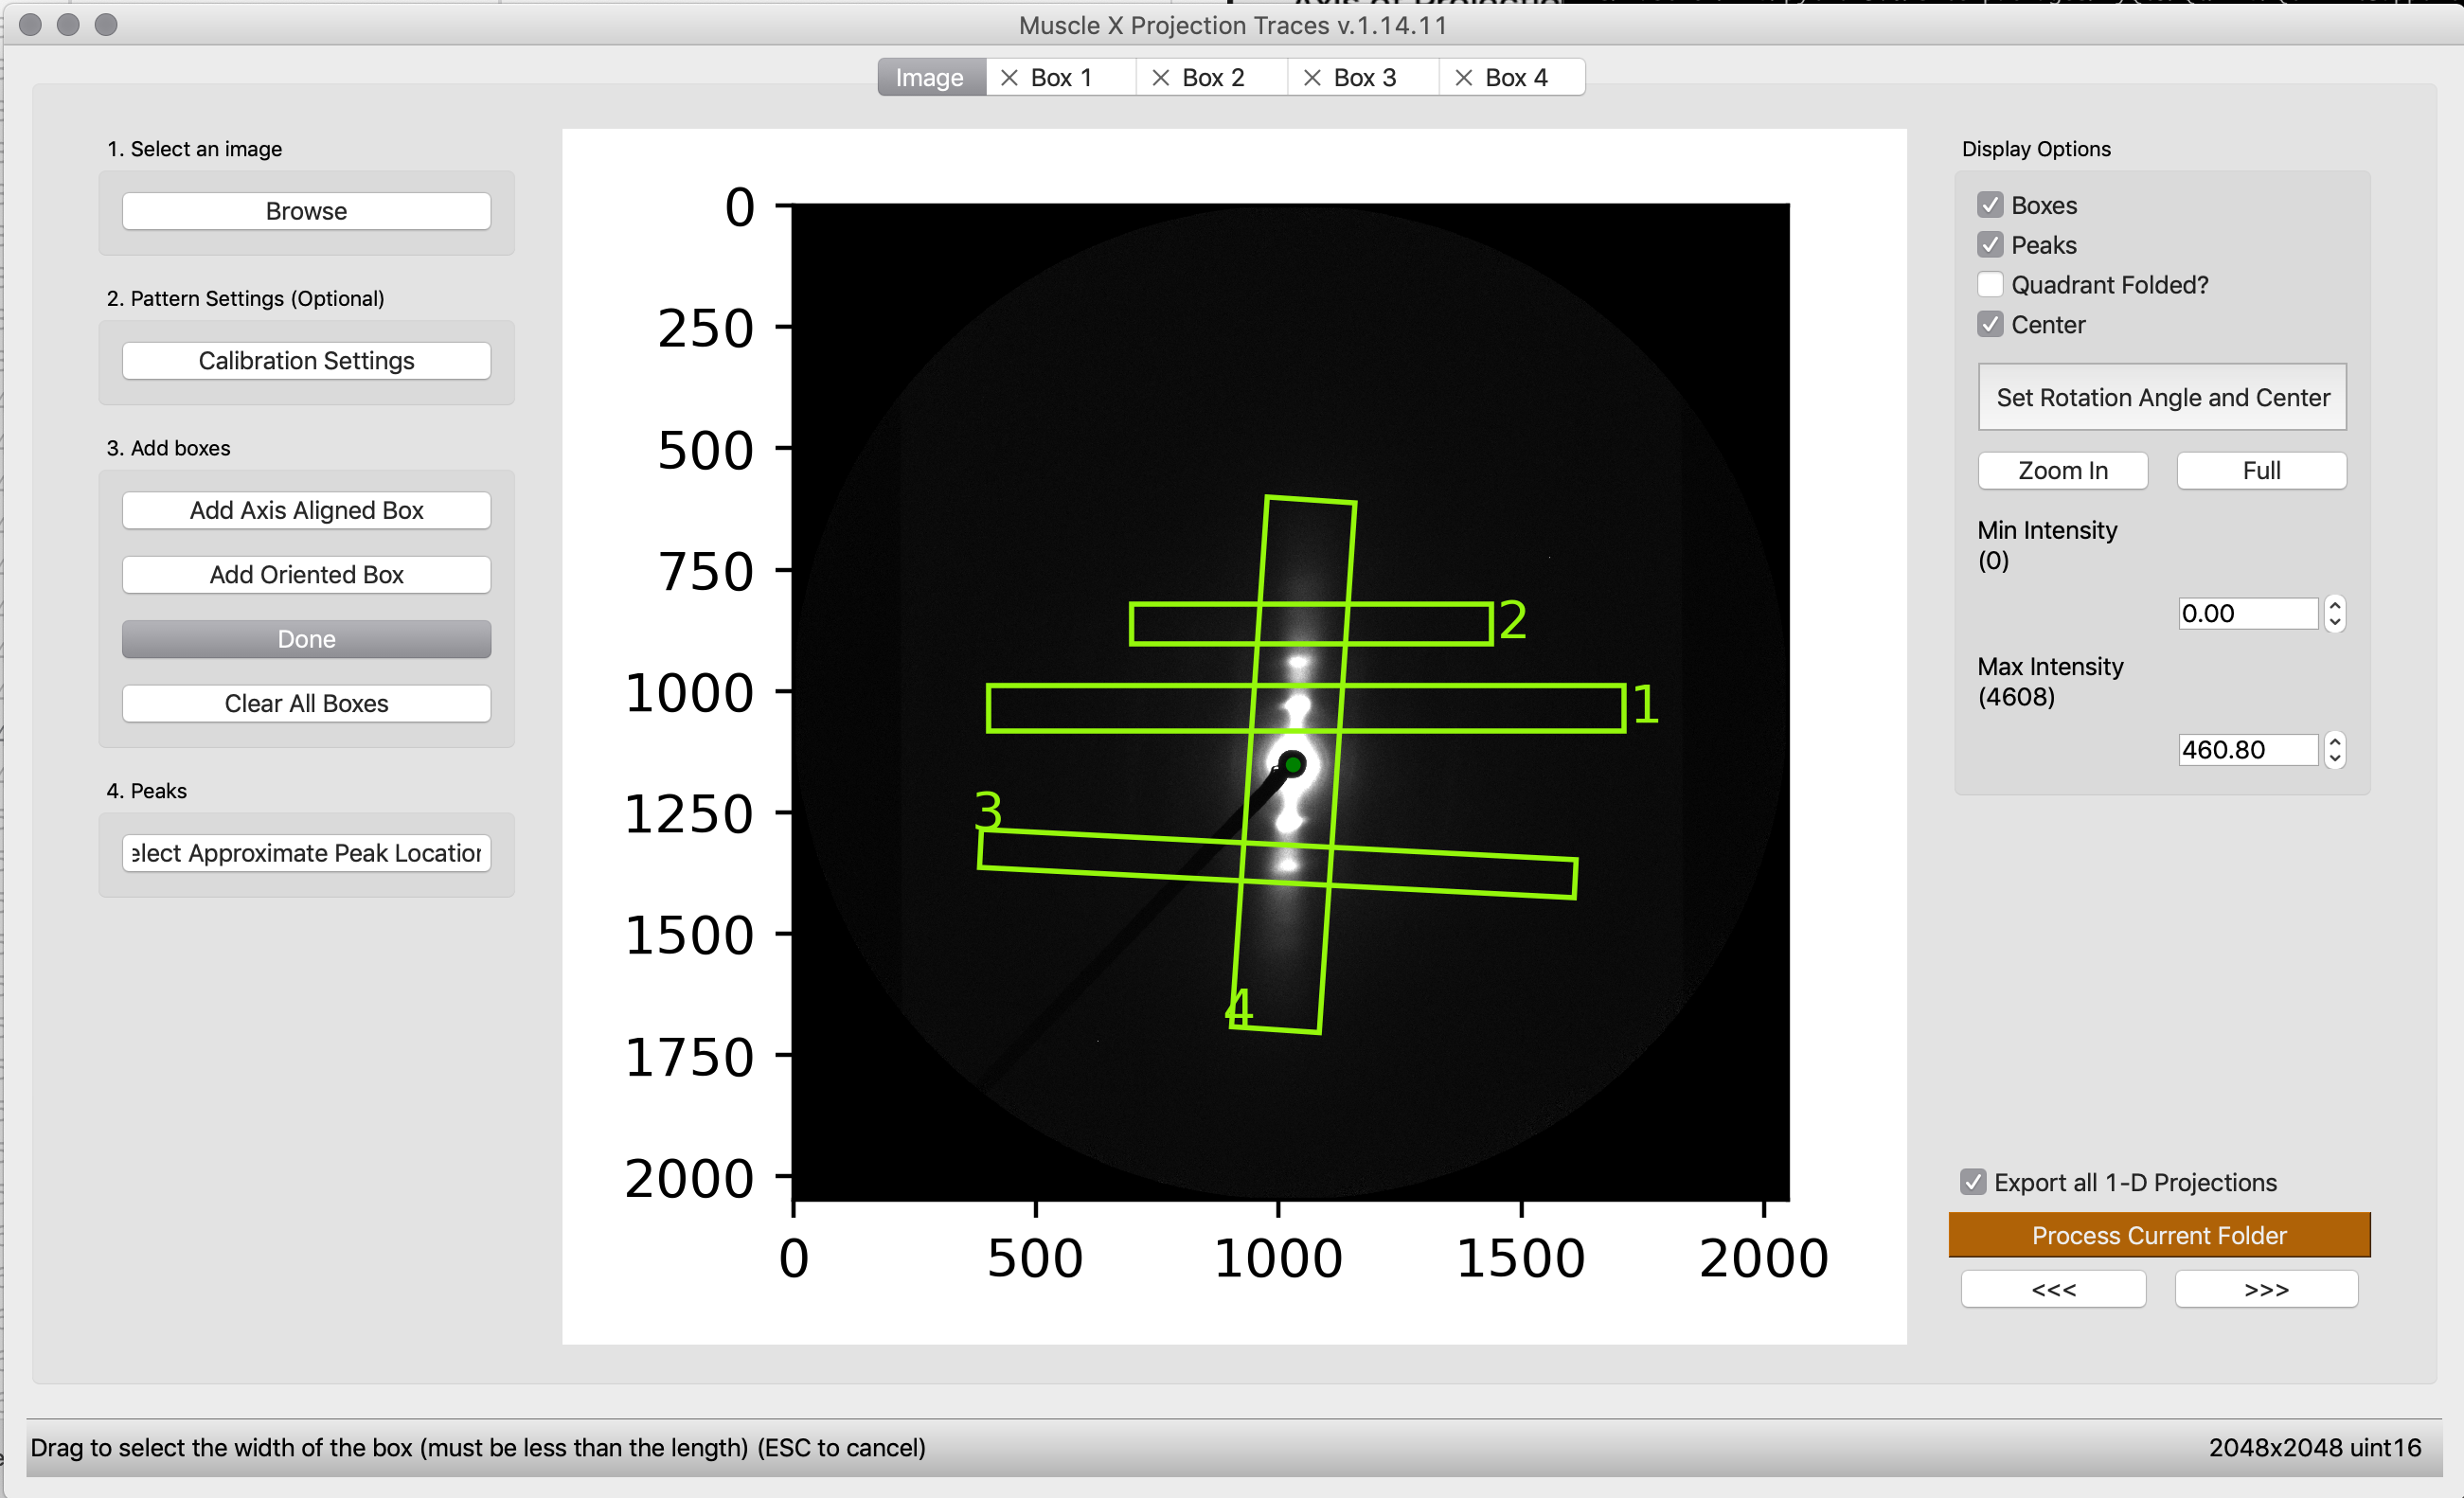 Muscle X Projection Traces v.1.14.11
Image Box 1 Box 2 Box 3 Box 4
1. Select an image
Browse
2. Pattern Settings (Optional)
Calibration Settings
3. Add boxes
Add Axis Aligned Box
Add Oriented Box
Done
Clear All Boxes
4. Peaks
elect Approximate Peak Location
0
250
500
750
1000
1250
1500
1750
2000
0 500 1000 1500 2000
2
1
3
4
Display Options
Boxes
Peaks
Quadrant Folded?
Center
Set Rotation Angle and Center
Zoom In Full
Min Intensity
(0)
0.00
Max Intensity
(4608)
460.80
Export all 1-D Projections
Process Current Folder
<<< >>>
Drag to select the width of the box (must be less than the length) (ESC to cancel)
2048x2048 uint16